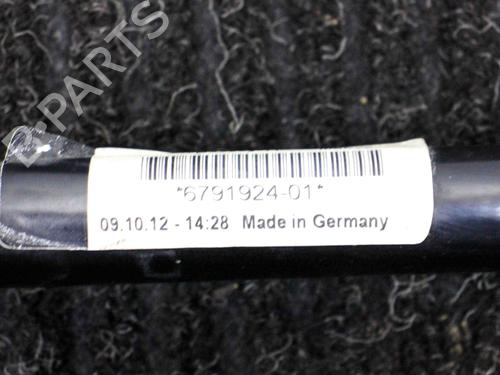 B-PARTS
*6791924-01*
09.10.12 - 14:28 Made in Germany